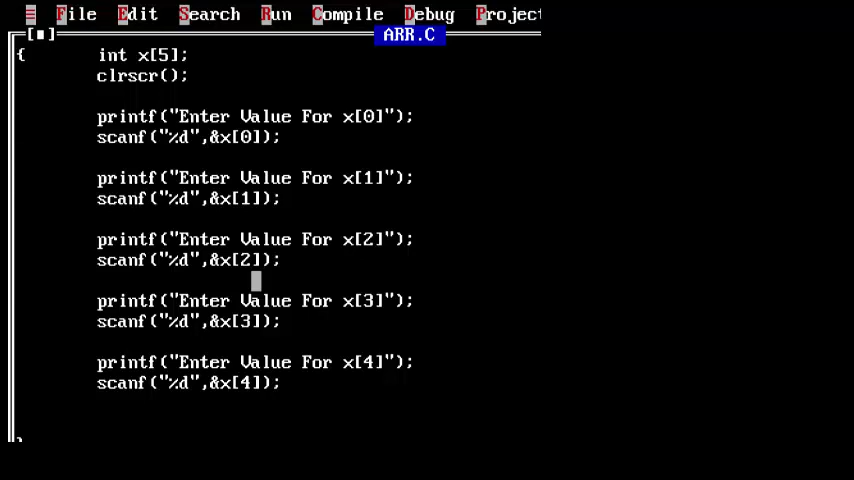 ≡ File Edit Search Run Compile Debug Project
[■] ARR.C
{ int x[5];
clrscr();
printf("Enter Value For x[0]");
scanf("%d",&x[0]);
printf("Enter Value For x[1]");
scanf("%d",&x[1]);
printf("Enter Value For x[2]");
scanf("%d",&x[2]);
printf("Enter Value For x[3]");
scanf("%d",&x[3]);
printf("Enter Value For x[4]");
scanf("%d",&x[4]);
}